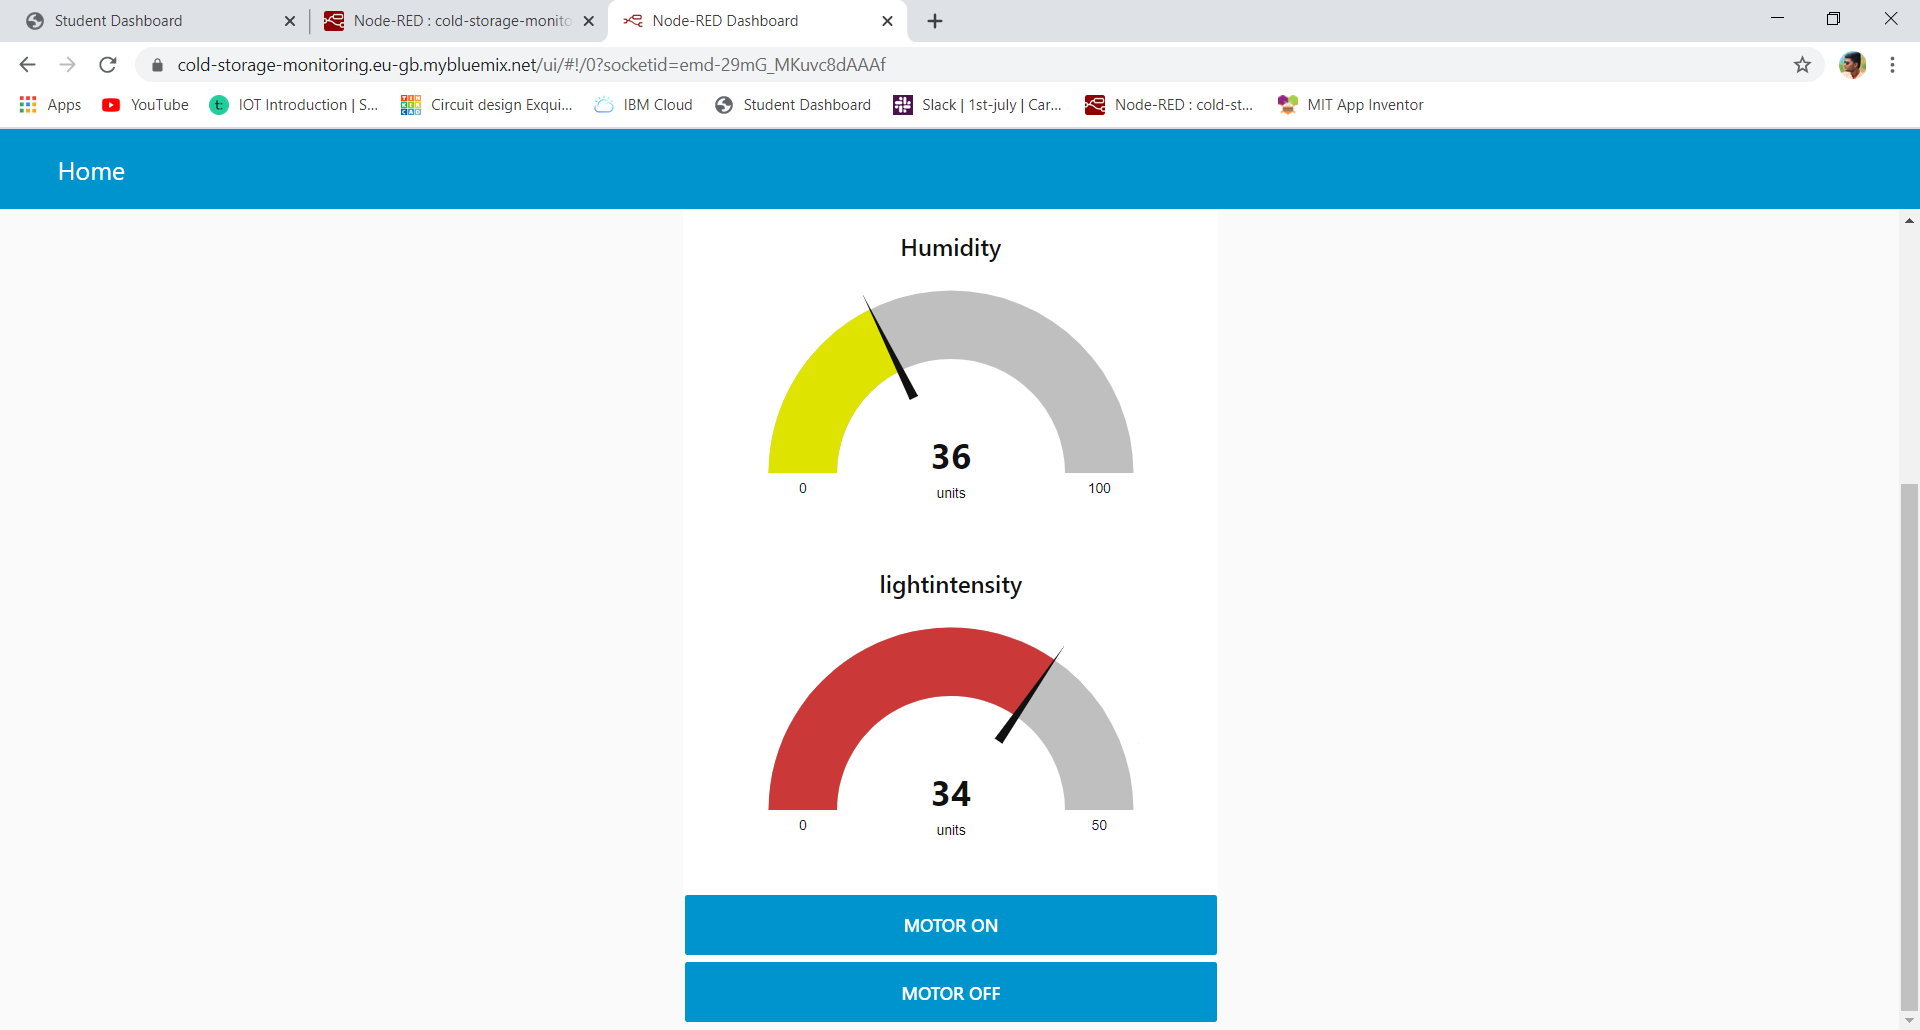 Student Dashboard
Node-RED : cold-storage-monito
Node-RED Dashboard
cold-storage-monitoring.eu-gb.mybluemix.net/ui/#!/0?socketid=emd-29mG_MKuvc8dAAAf
Apps YouTube t: IOT Introduction | S... Circuit design Exqui... IBM Cloud Student Dashboard Slack | 1st-july | Car... Node-RED : cold-st... MIT App Inventor
Home
Humidity
36
0 units 100
lightintensity
34
0 units 50
MOTOR ON
MOTOR OFF